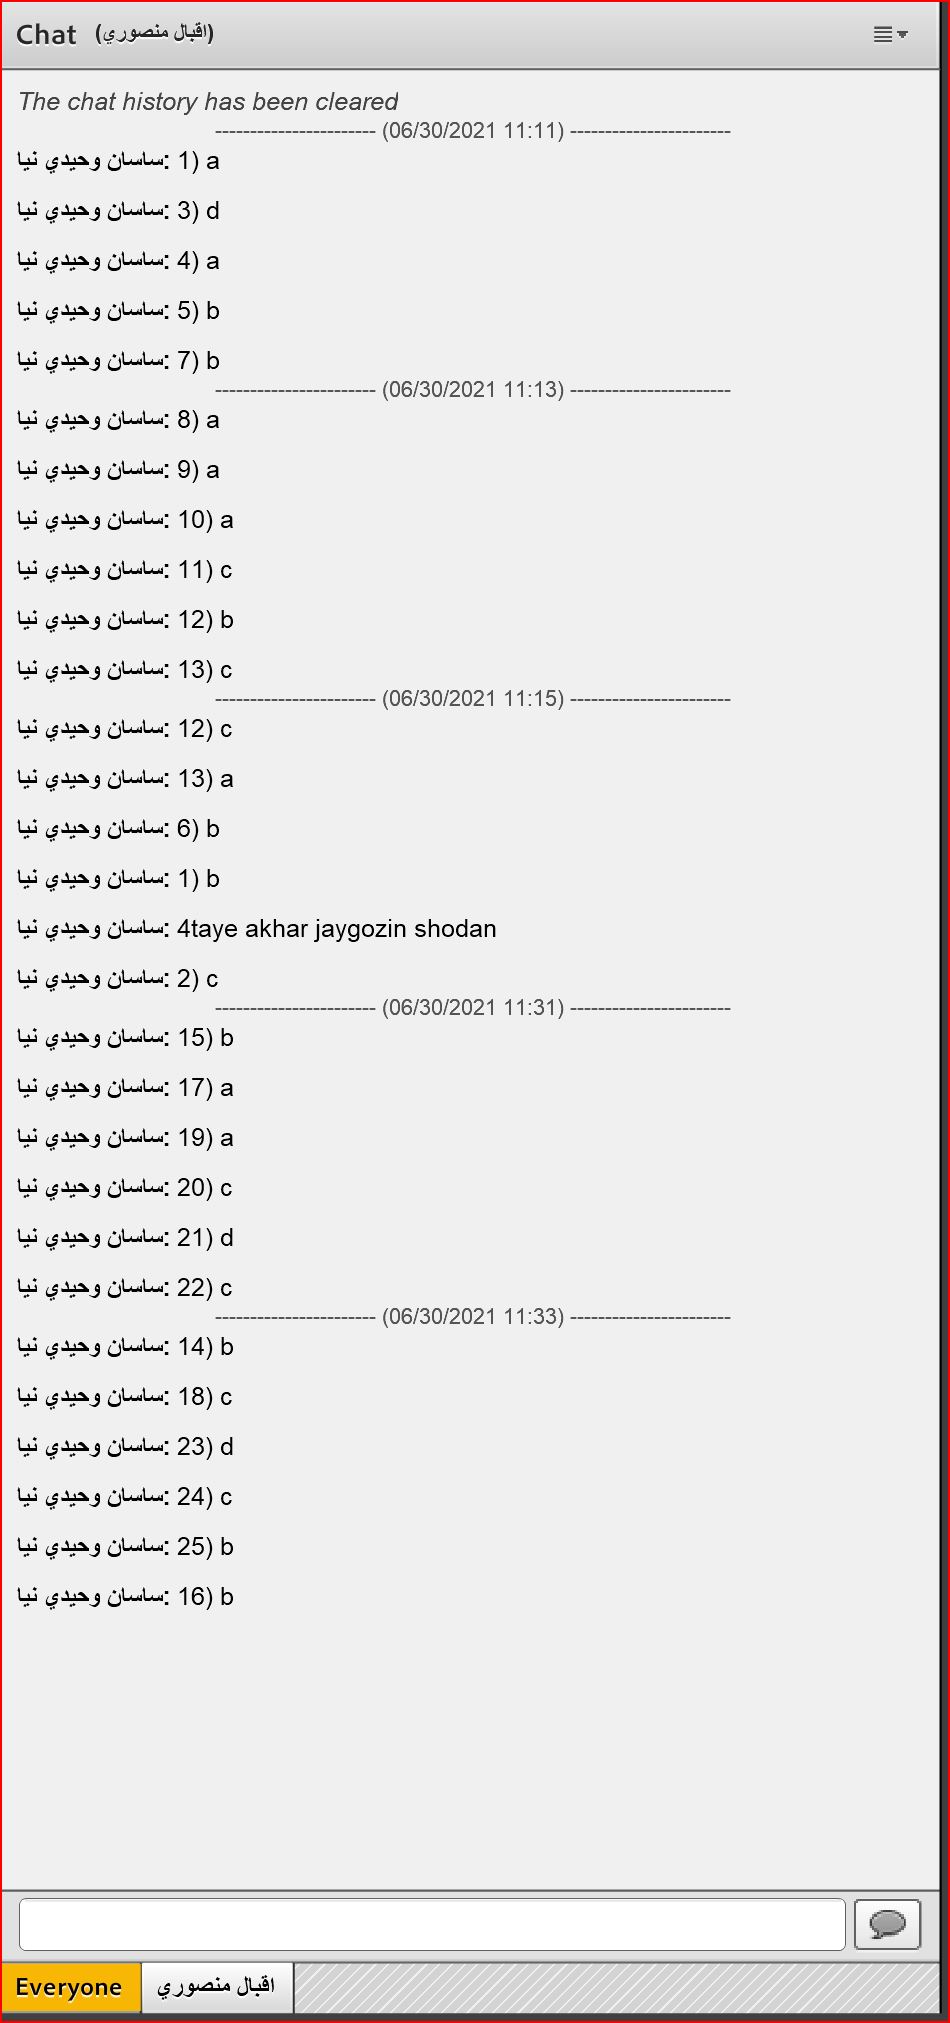 Chat (اقبال منصوري)
The chat history has been cleared
----------------------- (06/30/2021 11:11) -----------------------
ساسان وحيدي نيا: 1) a
ساسان وحيدي نيا: 3) d
ساسان وحيدي نيا: 4) a
ساسان وحيدي نيا: 5) b
ساسان وحيدي نيا: 7) b
----------------------- (06/30/2021 11:13) -----------------------
ساسان وحيدي نيا: 8) a
ساسان وحيدي نيا: 9) a
ساسان وحيدي نيا: 10) a
ساسان وحيدي نيا: 11) c
ساسان وحيدي نيا: 12) b
ساسان وحيدي نيا: 13) c
----------------------- (06/30/2021 11:15) -----------------------
ساسان وحيدي نيا: 12) c
ساسان وحيدي نيا: 13) a
ساسان وحيدي نيا: 6) b
ساسان وحيدي نيا: 1) b
ساسان وحيدي نيا: 4taye akhar jaygozin shodan
ساسان وحيدي نيا: 2) c
----------------------- (06/30/2021 11:31) -----------------------
ساسان وحيدي نيا: 15) b
ساسان وحيدي نيا: 17) a
ساسان وحيدي نيا: 19) a
ساسان وحيدي نيا: 20) c
ساسان وحيدي نيا: 21) d
ساسان وحيدي نيا: 22) c
----------------------- (06/30/2021 11:33) -----------------------
ساسان وحيدي نيا: 14) b
ساسان وحيدي نيا: 18) c
ساسان وحيدي نيا: 23) d
ساسان وحيدي نيا: 24) c
ساسان وحيدي نيا: 25) b
ساسان وحيدي نيا: 16) b
Everyone اقبال منصوري